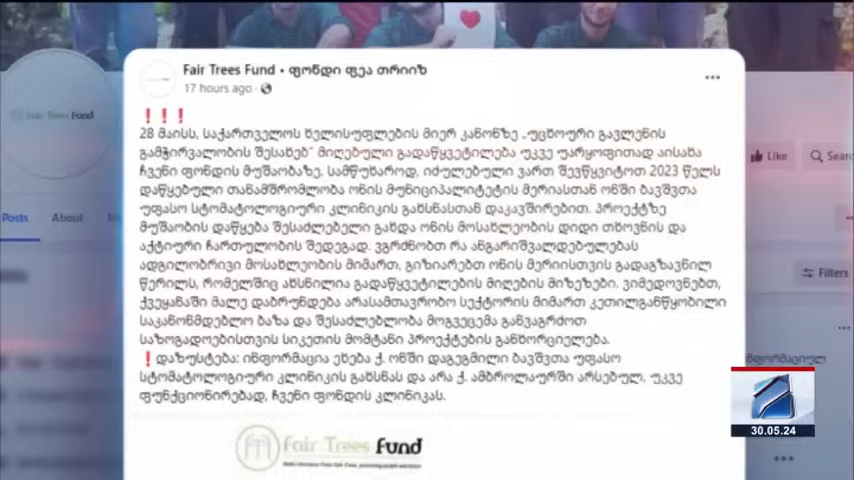 Fair Trees Fund • ფონდი ფეა თრიიზ
17 hours ago
❗❗❗
28 მაისს, საქართველოს ხელისუფლების მიერ კანონზე „უცხოური გავლენის
გამჭირვალობის შესახებ" მიღებული გადაწყვეტილება უკვე უარყოფითად აისახა
ჩვენი ფონდის მუშაობაზე. სამწუხაროდ, იძულებული ვართ შევწყვიტოთ 2023 წელს
დაწყებული თანამშრომლობა ონის მუნიციპალიტეტის მერიასთან ონში ბავშვთა
უფასო სტომატოლოგიური კლინიკის გახსნასთან დაკავშირებით. პროექტზე
მუშაობის დაწყება შესაძლებელი გახდა ონის მოსახლეობის დიდი თხოვნის და
აქტიური ჩართულობის შედეგად. ვგრძნობთ რა ანგარიშვალდებულებას
ადგილობრივი მოსახლეობის მიმართ, გიზიარებთ ონის მერიისთვის გადაგზავნილ
წერილს, რომელშიც ახსნილია გადაწყვეტილების მიღების მიზეზები. ვიმედოვნებთ,
ქვეყანაში მალე დაბრუნდება არასამთავრობო სექტორის მიმართ კეთილგანწყობილი
საკანონმდებლო ბაზა და შესაძლებლობა მოგვეცემა განვაგრძოთ
საზოგადოებისთვის სიკეთის მომტანი პროექტების განხორციელება.
❗დაზუსტება: ინფორმაცია ეხება ქ. ონში დაგეგმილი ბავშვთა უფასო
სტომატოლოგიური კლინიკის გახსნას და არა ქ. ამბროლაურში არსებულ, უკვე
ფუნქციონირებად, ჩვენი ფონდის კლინიკას.
Fair Trees Fund
Fair Trees Fund
Posts About
Like Sear
Filters
30.05.24